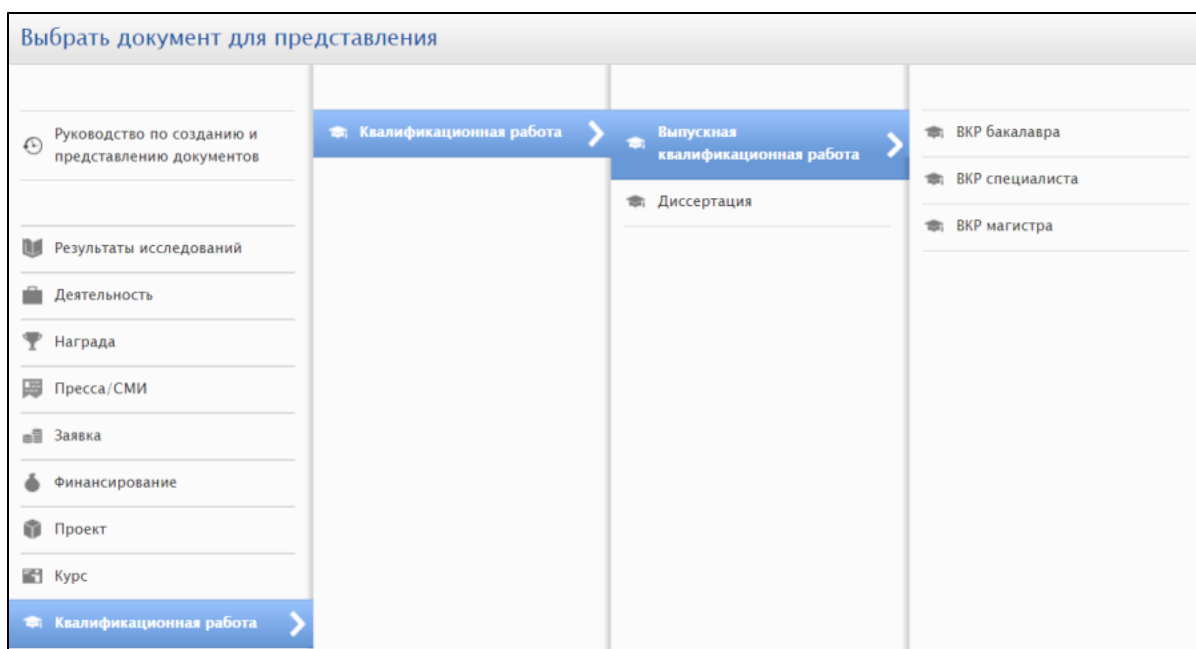 Выбрать документ для представления
Руководство по созданию и
представлению документов
Результаты исследований
Деятельность
Награда
Пресса/СМИ
Заявка
Финансирование
Проект
Курс
Квалификационная работа
Квалификационная работа
Выпускная
квалификационная работа
Диссертация
ВКР бакалавра
ВКР специалиста
ВКР магистра